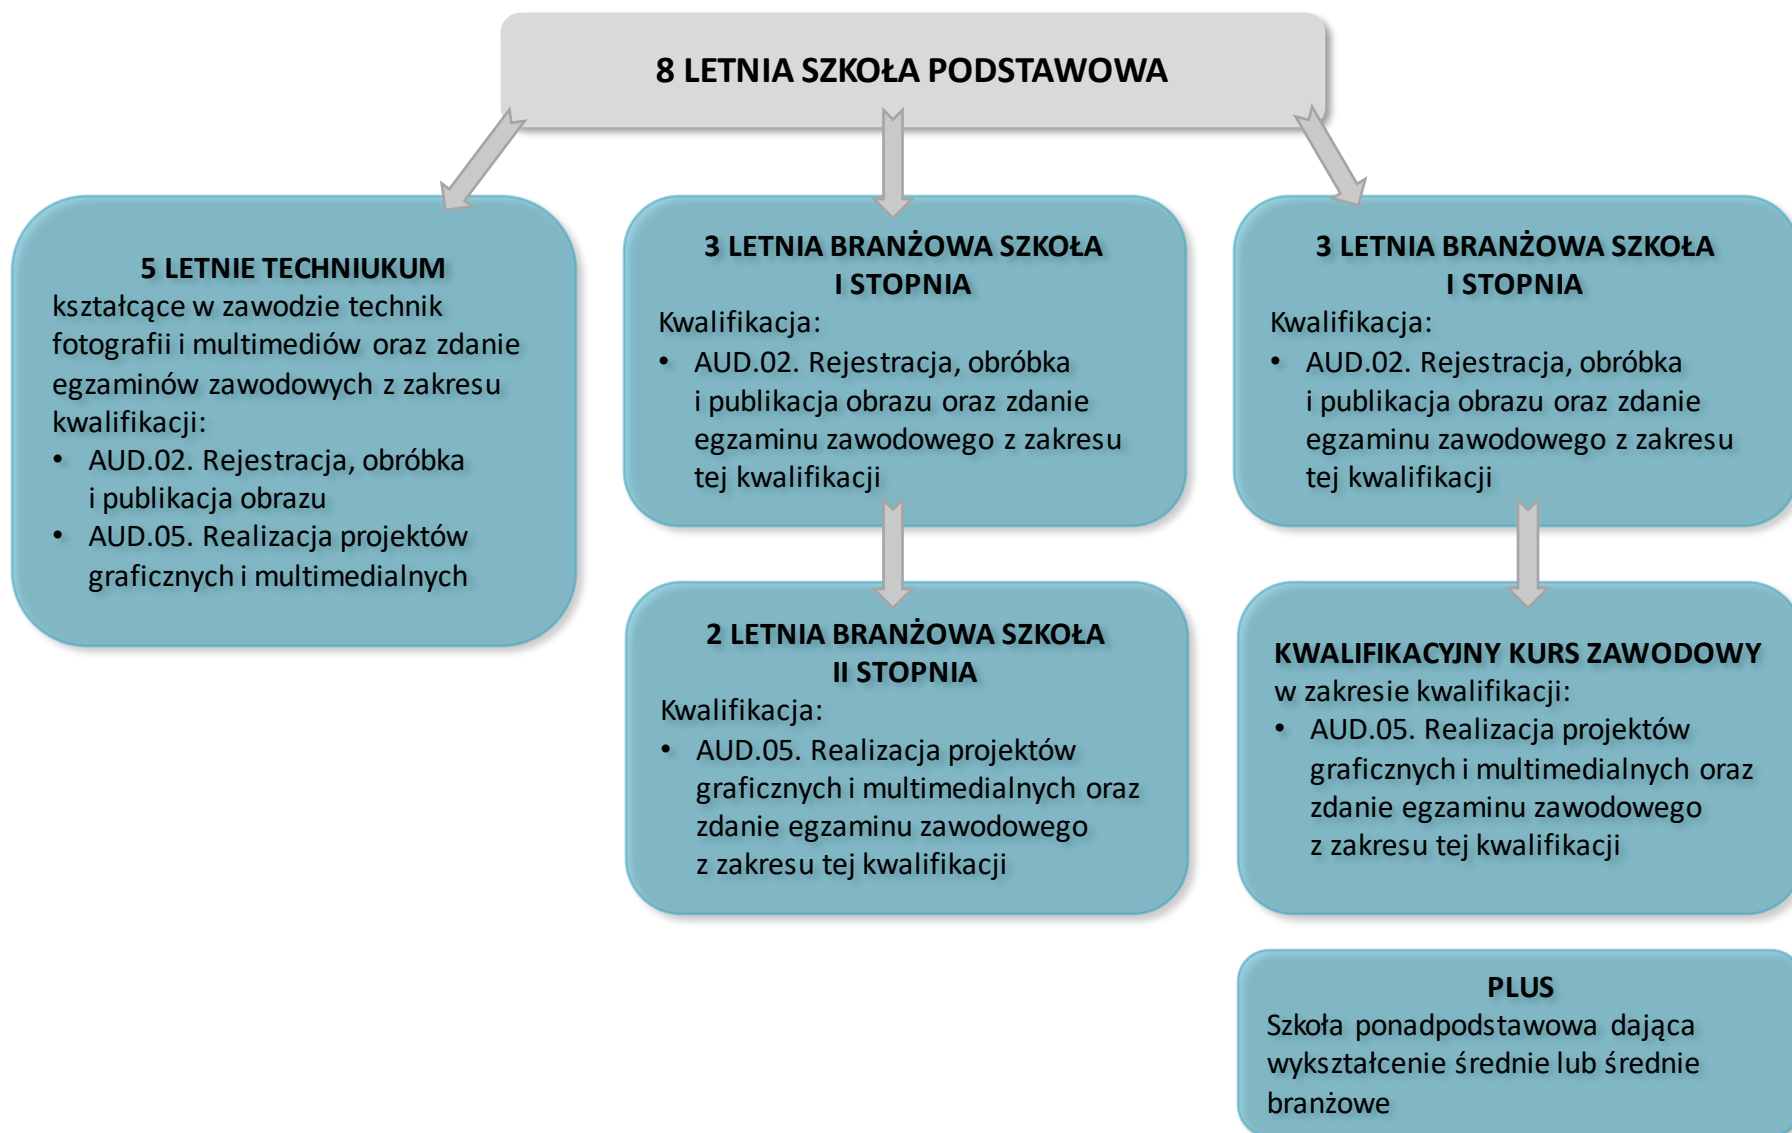 8 LETNIA SZKOŁA PODSTAWOWA
5 LETNIE TECHNIUKUM
kształcące w zawodzie technik
fotografii i multimediów oraz zdanie
egzaminów zawodowych z zakresu
kwalifikacji:
• AUD.02. Rejestracja, obróbka
i publikacja obrazu
• AUD.05. Realizacja projektów
graficznych i multimedialnych
3 LETNIA BRANŻOWA SZKOŁA
I STOPNIA
Kwalifikacja:
• AUD.02. Rejestracja, obróbka
i publikacja obrazu oraz zdanie
egzaminu zawodowego z zakresu
tej kwalifikacji
2 LETNIA BRANŻOWA SZKOŁA
II STOPNIA
Kwalifikacja:
• AUD.05. Realizacja projektów
graficznych i multimedialnych oraz
zdanie egzaminu zawodowego
z zakresu tej kwalifikacji
3 LETNIA BRANŻOWA SZKOŁA
I STOPNIA
Kwalifikacja:
• AUD.02. Rejestracja, obróbka
i publikacja obrazu oraz zdanie
egzaminu zawodowego z zakresu
tej kwalifikacji
KWALIFIKACYJNY KURS ZAWODOWY
w zakresie kwalifikacji:
• AUD.05. Realizacja projektów
graficznych i multimedialnych oraz
zdanie egzaminu zawodowego
z zakresu tej kwalifikacji
PLUS
Szkoła ponadpodstawowa dająca
wykształcenie średnie lub średnie
branżowe